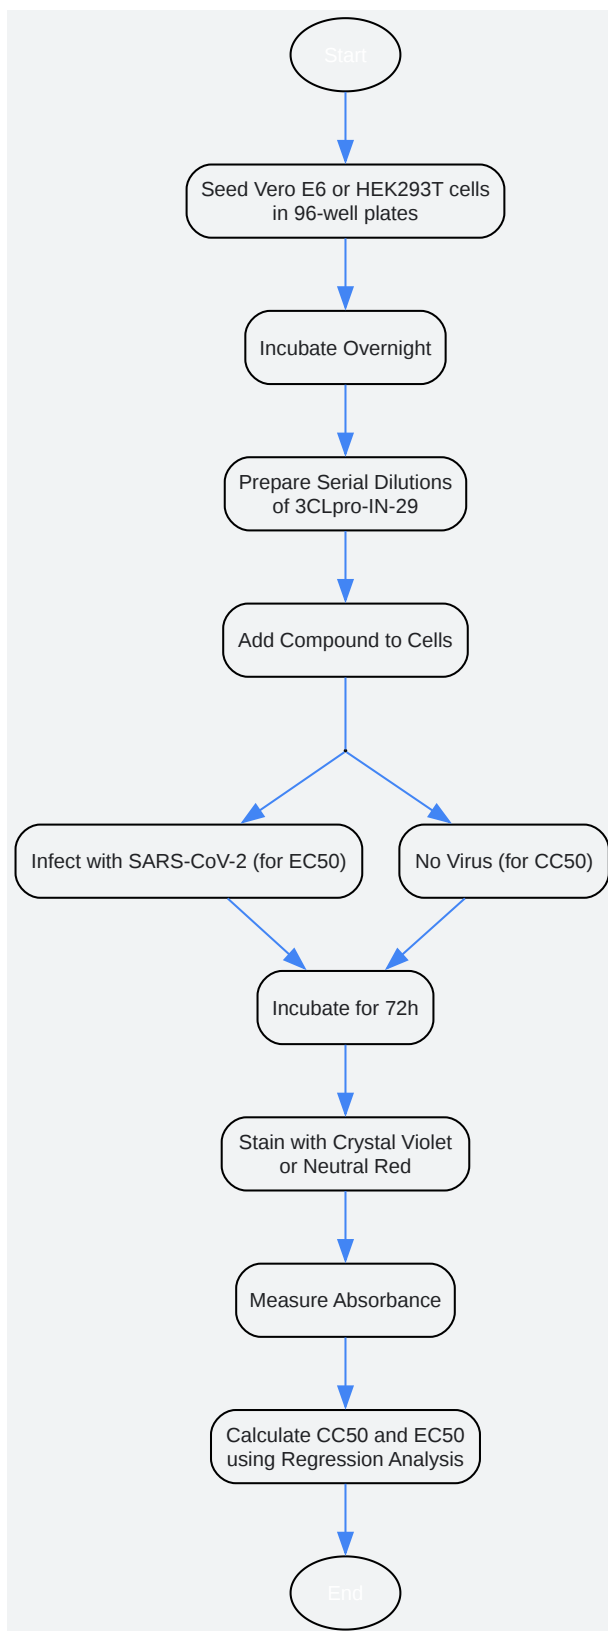 Start
Seed Vero E6 or HEK293T cells
in 96-well plates
Incubate Overnight
Prepare Serial Dilutions
of 3CLpro-IN-29
Add Compound to Cells
Infect with SARS-CoV-2 (for EC50)
No Virus (for CC50)
Incubate for 72h
Stain with Crystal Violet
or Neutral Red
Measure Absorbance
Calculate CC50 and EC50
using Regression Analysis
End